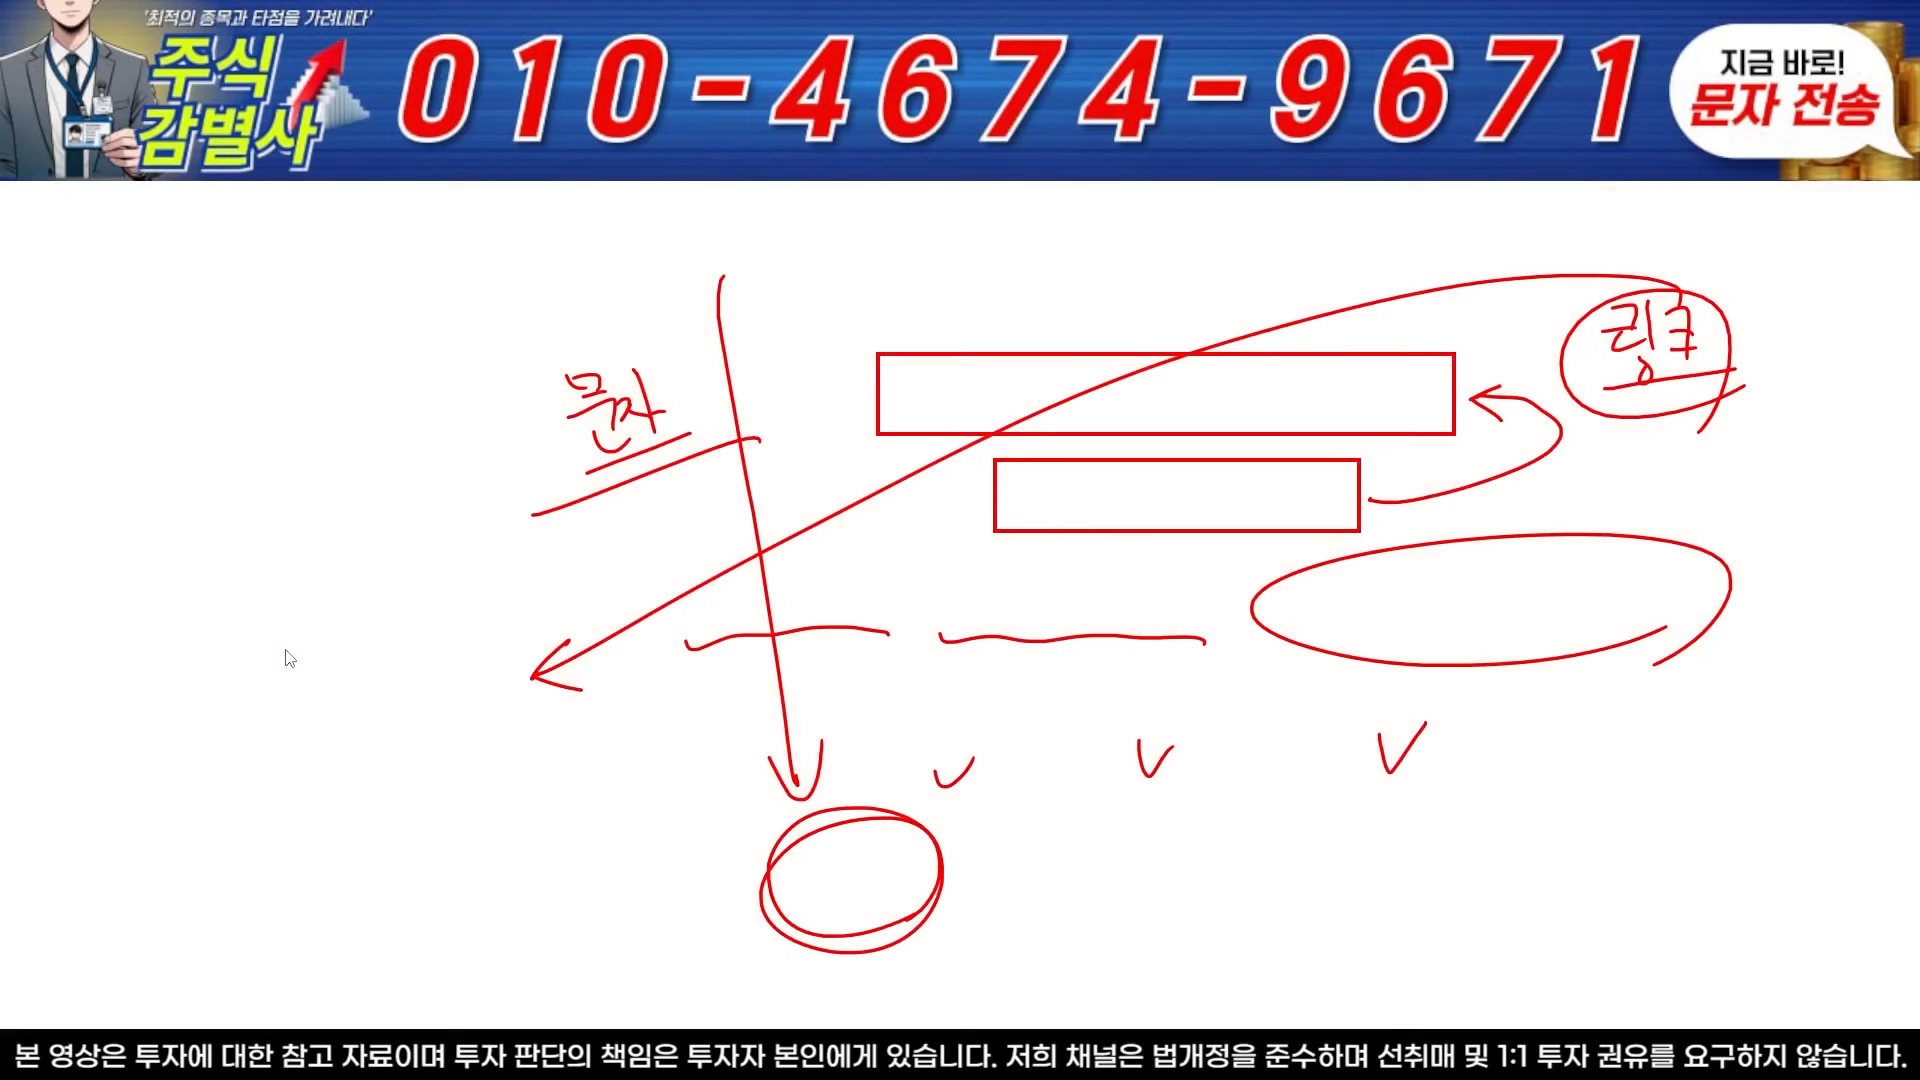 '최적의 종목과 타점을 가려내다'
주식
감별사
010-4674-9671
지금 바로!
문자 전송
링크
문자
본 영상은 투자에 대한 참고 자료이며 투자 판단의 책임은 투자자 본인에게 있습니다. 저희 채널은 법개정을 준수하며 선취매 및 1:1 투자 권유를 요구하지 않습니다.